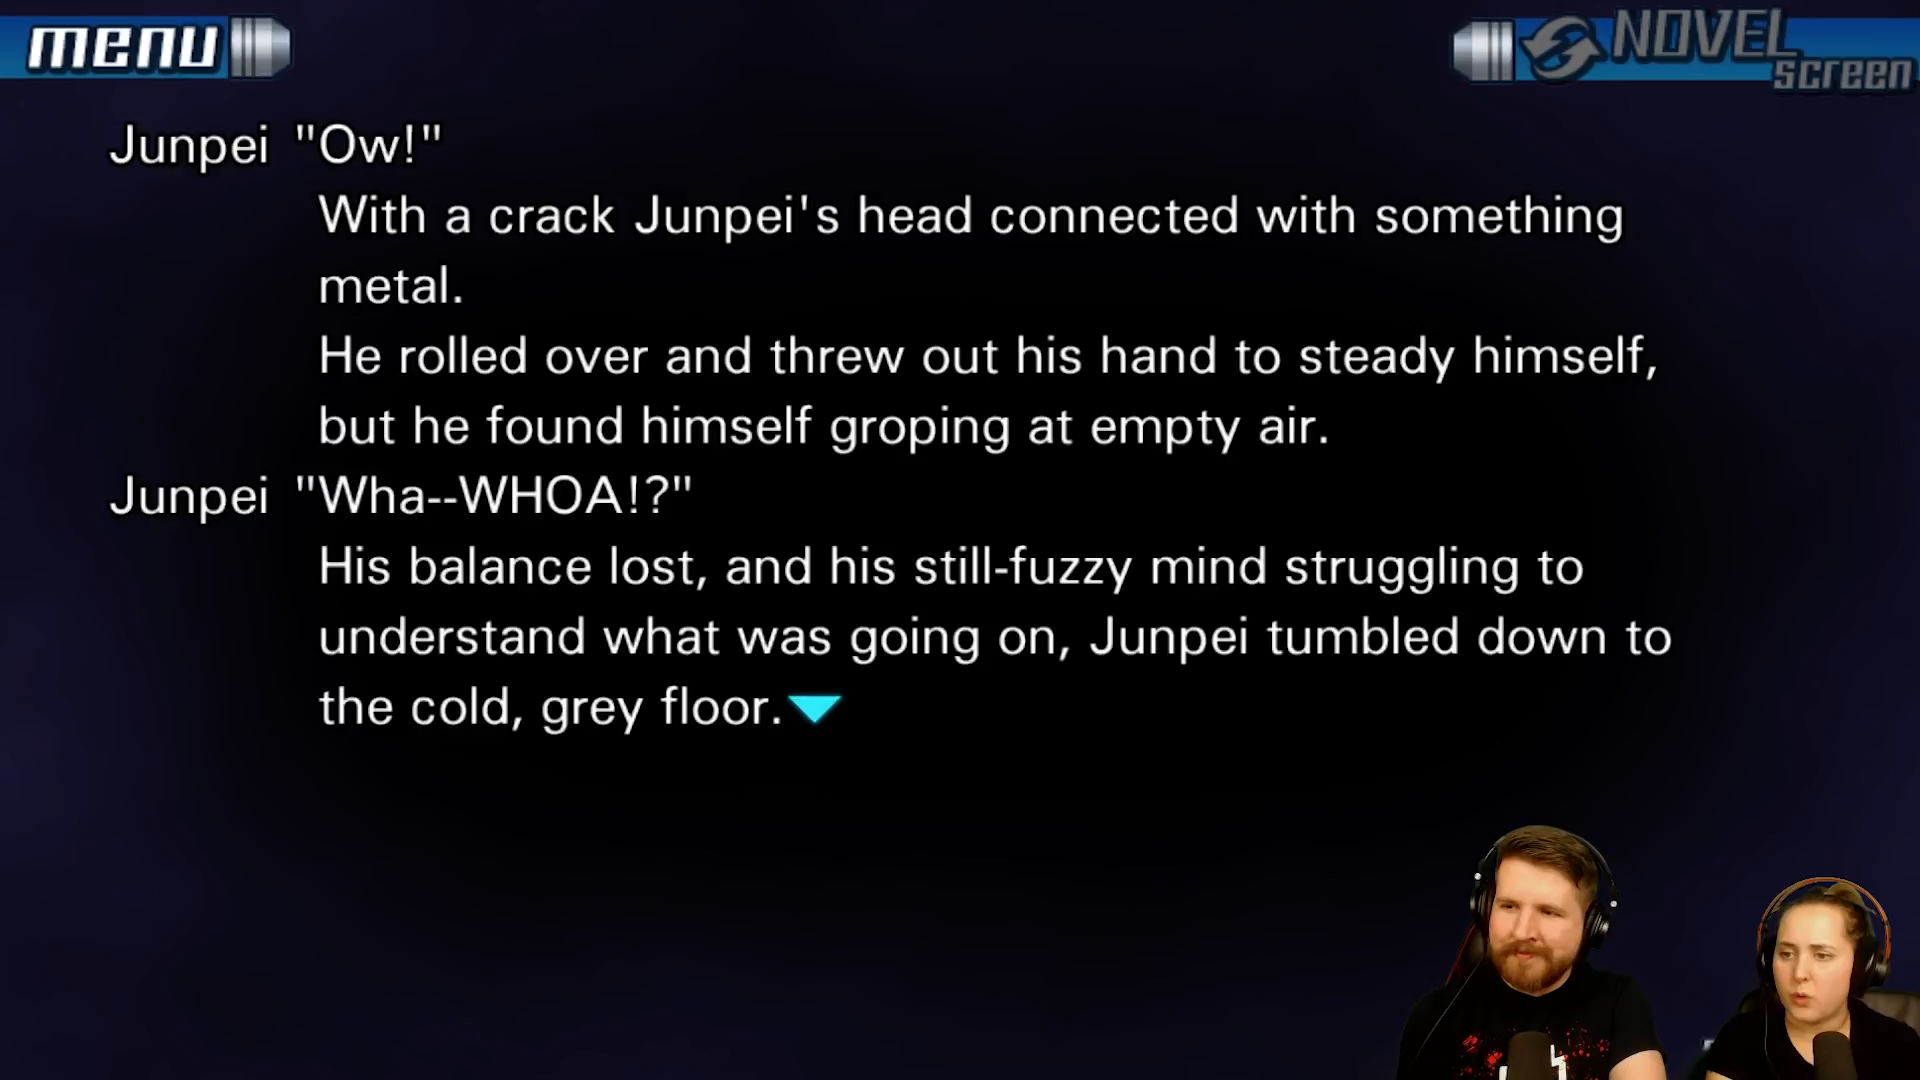 menu
NOVEL
screen
Junpei "Ow!"
With a crack Junpei's head connected with something
metal.
He rolled over and threw out his hand to steady himself,
but he found himself groping at empty air.
Junpei "Wha--WHOA!?"
His balance lost, and his still-fuzzy mind struggling to
understand what was going on, Junpei tumbled down to
the cold, grey floor.